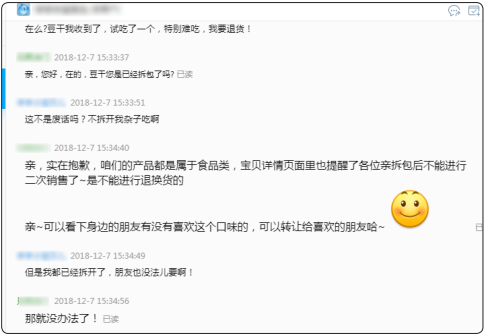 在么?豆干我收到了，试吃了一个，特别难吃，我要退货！
2018-12-7 15:33:37
亲，您好，在的，豆干您是已经拆包了吗? 已读
2018-12-7 15:33:51
这不是废话吗？不拆开我杂子吃啊
2018-12-7 15:34:40
亲，实在抱歉，咱们的产品都是属于食品类，宝贝详情页面里也提醒了各位亲拆包后不能进行
二次销售了~是不能进行退换货的
亲~可以看下身边的朋友有没有喜欢这个口味的，可以转让给喜欢的朋友哈~
已
2018-12-7 15:34:49
但是我都已经拆开了，朋友也没法儿要啊！
2018-12-7 15:34:56
那就没办法了！ 已读